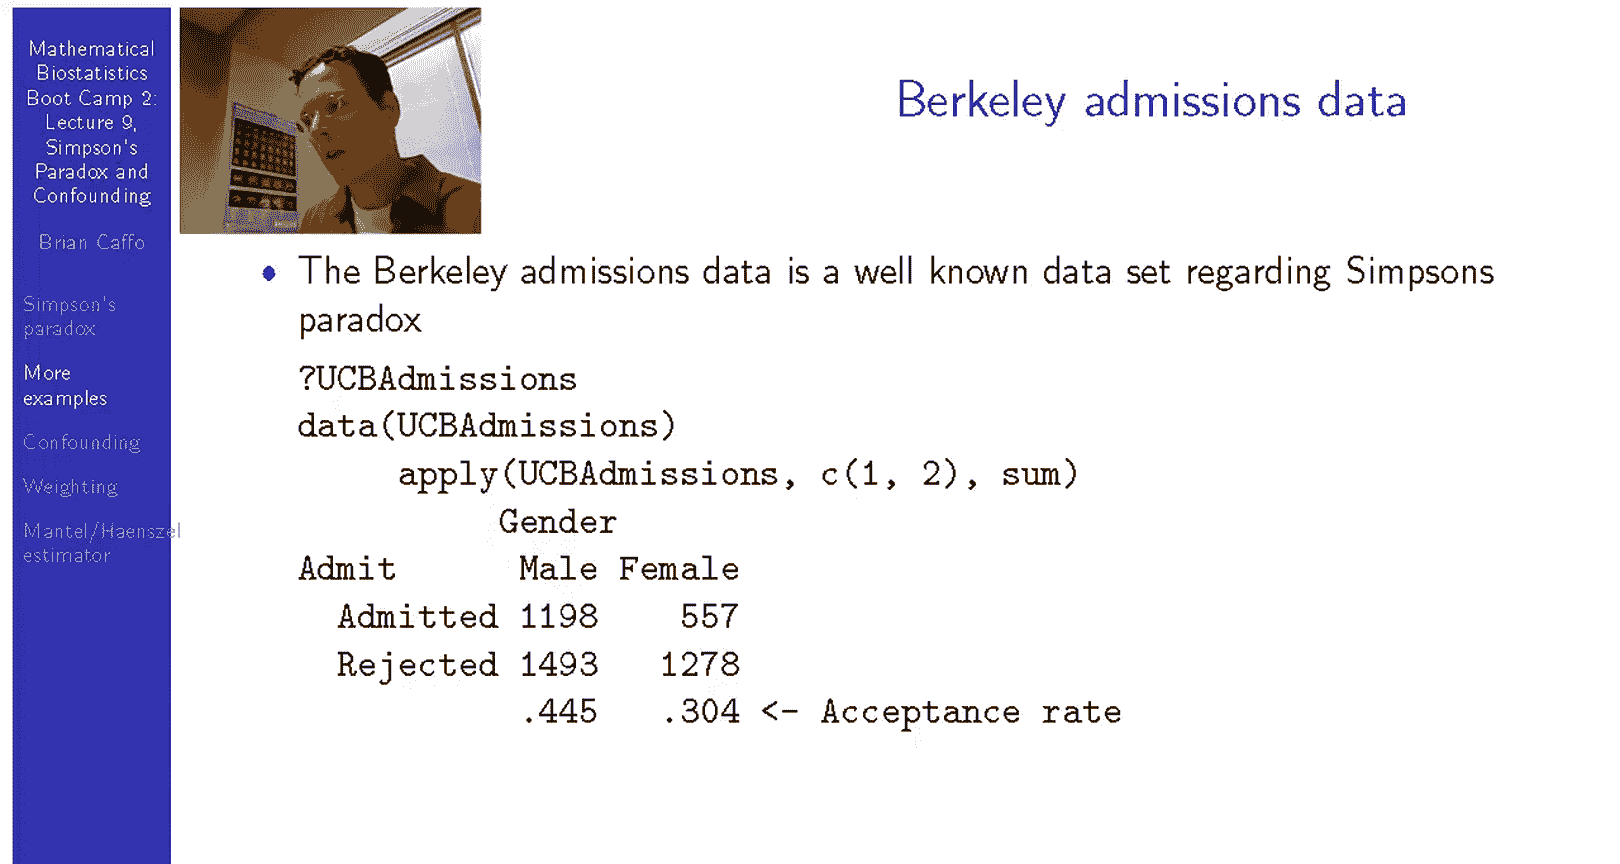 Mathematical
Biostatistics
Boot Camp 2:
Lecture 9,
Simpson's
Paradox and
Confounding
Brian Caffo
Simpson's
paradox
More
examples
Confounding
Weighting
Mantel/Haenszel
estimator
Berkeley admissions data
• The Berkeley admissions data is a well known data set regarding Simpsons
paradox
?UCBAdmissions
data(UCBAdmissions)
apply(UCBAdmissions, c(1, 2), sum)
Gender
Admit Male Female
Admitted 1198 557
Rejected 1493 1278
.445 .304 <- Acceptance rate